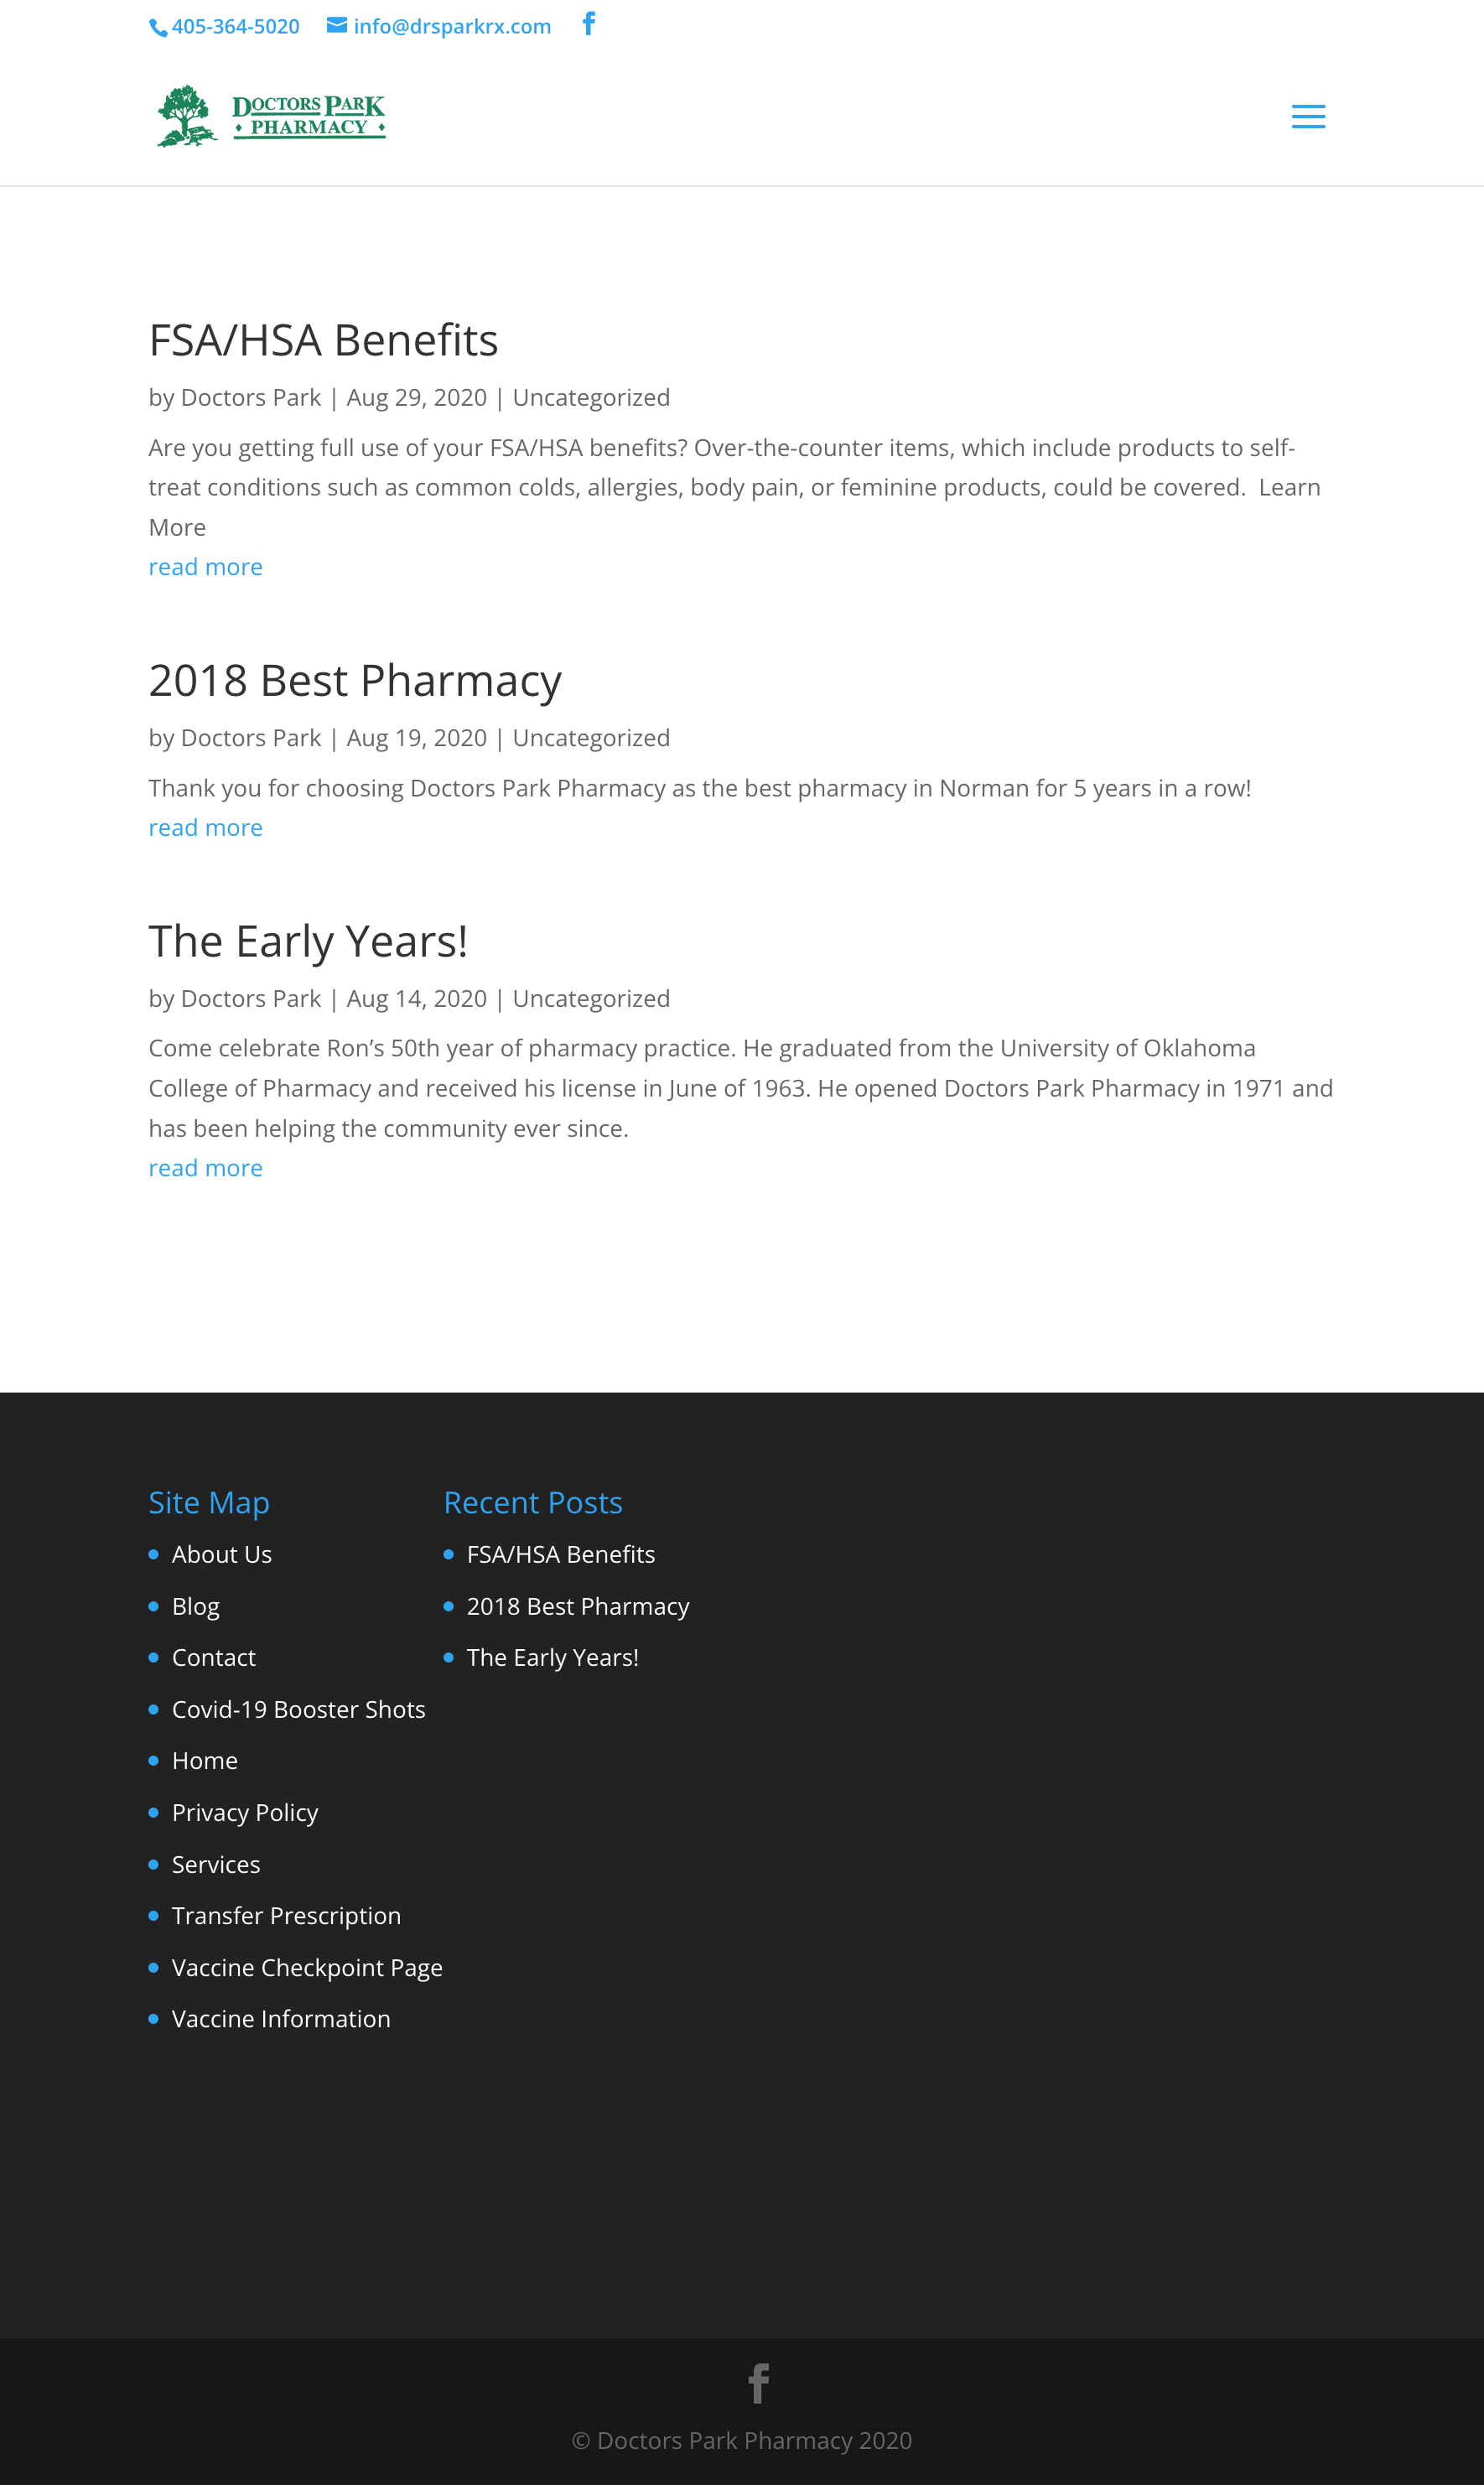 405-364-5020 info@drsparkrx.com
DOCTORS PARK
PHARMACY
FSA/HSA Benefits
by Doctors Park | Aug 29, 2020 | Uncategorized
Are you getting full use of your FSA/HSA benefits? Over-the-counter items, which include products to self-
treat conditions such as common colds, allergies, body pain, or feminine products, could be covered.  Learn
More
read more
2018 Best Pharmacy
by Doctors Park | Aug 19, 2020 | Uncategorized
Thank you for choosing Doctors Park Pharmacy as the best pharmacy in Norman for 5 years in a row!
read more
The Early Years!
by Doctors Park | Aug 14, 2020 | Uncategorized
Come celebrate Ron’s 50th year of pharmacy practice. He graduated from the University of Oklahoma
College of Pharmacy and received his license in June of 1963. He opened Doctors Park Pharmacy in 1971 and
has been helping the community ever since.
read more
Site Map
About Us
Blog
Contact
Covid-19 Booster Shots
Home
Privacy Policy
Services
Transfer Prescription
Vaccine Checkpoint Page
Vaccine Information
Recent Posts
FSA/HSA Benefits
2018 Best Pharmacy
The Early Years!
© Doctors Park Pharmacy 2020